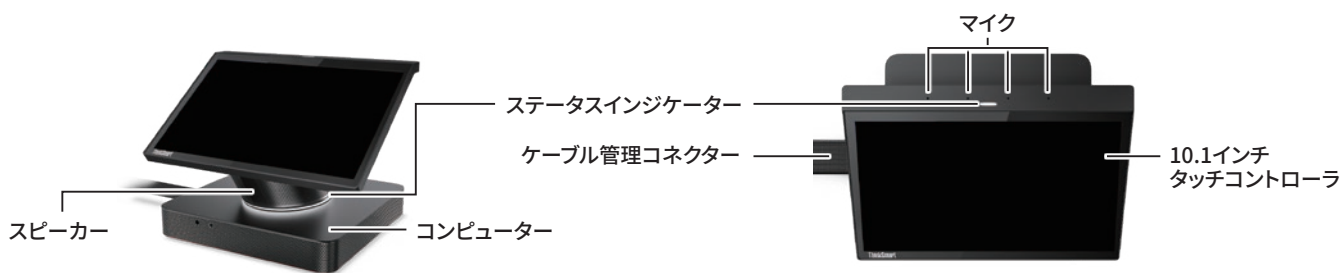 マイク
ステータスインジケーター
ケーブル管理コネクター
10.1インチ
タッチコントローラ
スピーカー
コンピューター